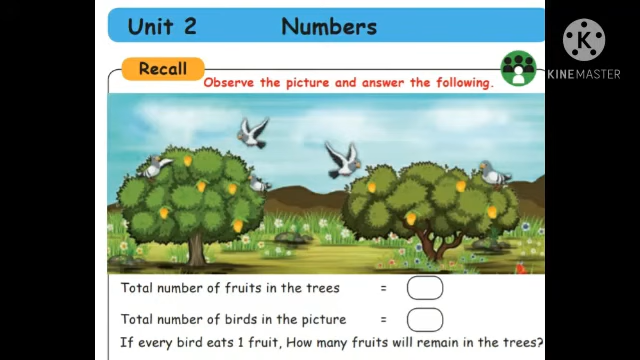 Unit 2 Numbers
Recall
Observe the picture and answer the following.
K
KINEMASTER
Total number of fruits in the trees =
Total number of birds in the picture =
If every bird eats 1 fruit, How many fruits will remain in the trees?